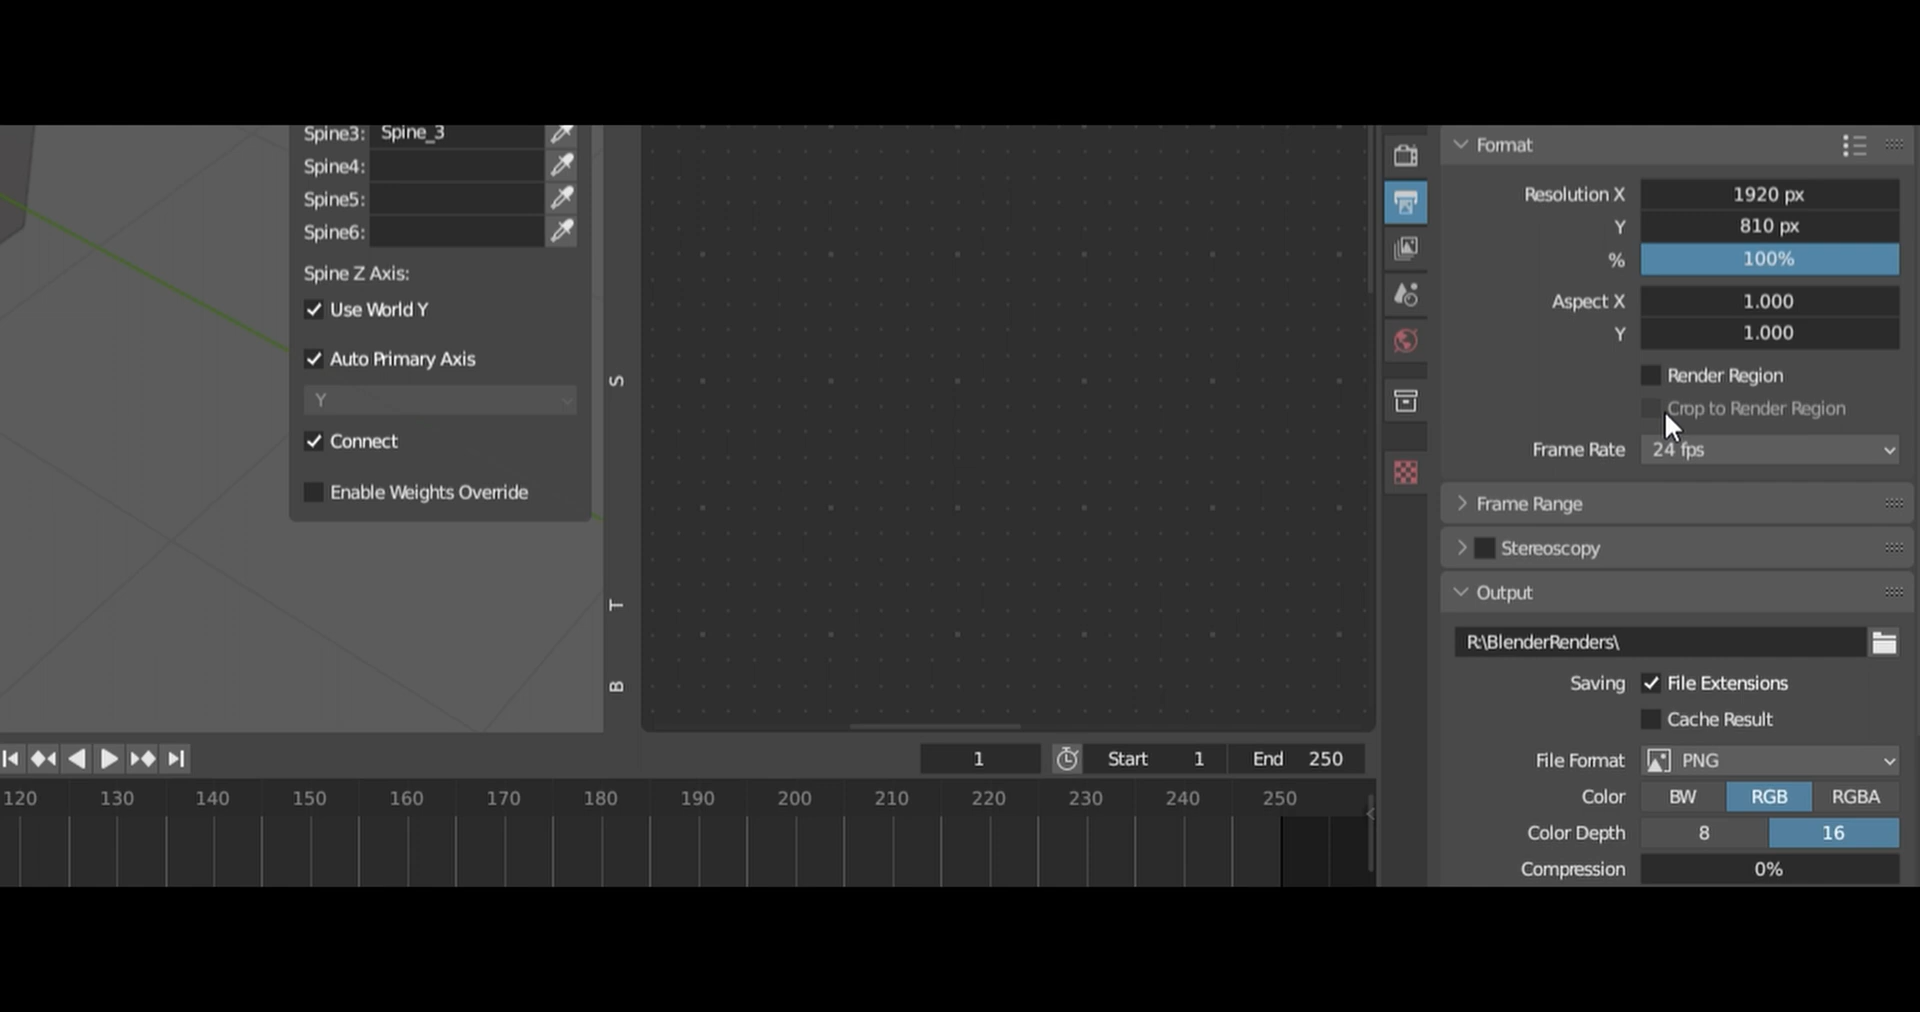 Spine3: Spine_3
Spine4:
Spine5:
Spine6:
Spine Z Axis:
Use World Y
Auto Primary Axis
Y
Connect
Enable Weights Override
S
T
B
Format
Resolution X 1920 px
Y 810 px
% 100%
Aspect X 1.000
Y 1.000
Render Region
Crop to Render Region
Frame Rate 24 fps
Frame Range
Stereoscopy
Output
R:\BlenderRenders\
Saving File Extensions
Cache Result
File Format PNG
Color BW RGB RGBA
Color Depth 8 16
Compression 0%
1 Start 1 End 250
120 130 140 150 160 170 180 190 200 210 220 230 240 250